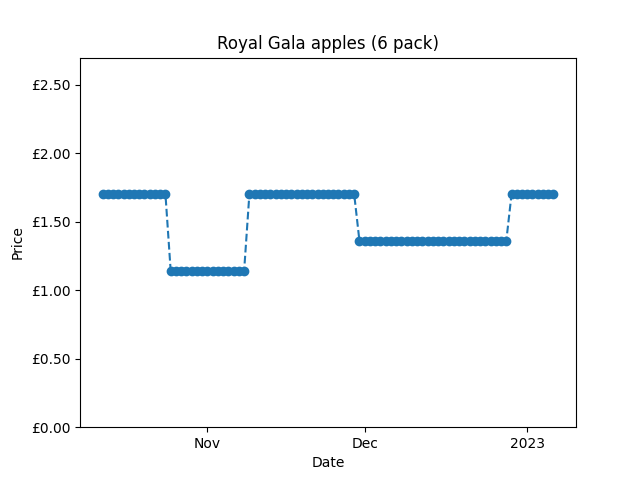 Royal Gala apples (6 pack)
£2.50
£2.00
£1.50
£1.00
£0.50
£0.00
Price
Nov
Dec
2023
Date